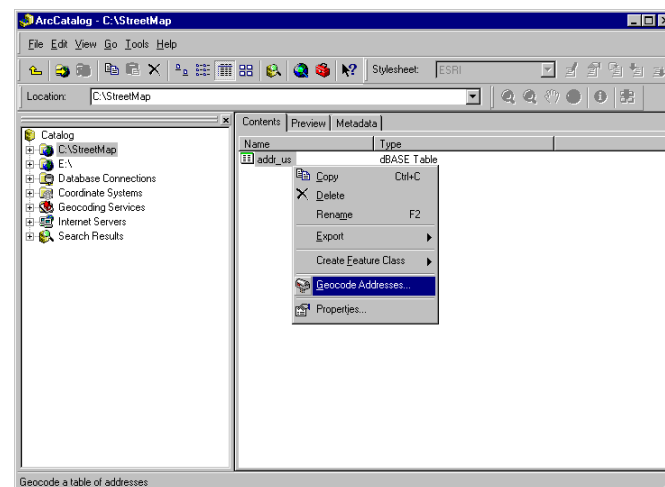 ArcCatalog - C:\StreetMap
File Edit View Go Tools Help
Stylesheet: ESRI
Location: C:\StreetMap
Contents Preview Metadata
Catalog
C:\StreetMap
E:\
Database Connections
Coordinate Systems
Geocoding Services
Internet Servers
Search Results
Name Type
addr_us dBASE Table
Copy Ctrl+C
Delete
Rename F2
Export
Create Feature Class
Geocode Addresses...
Properties...
Geocode a table of addresses